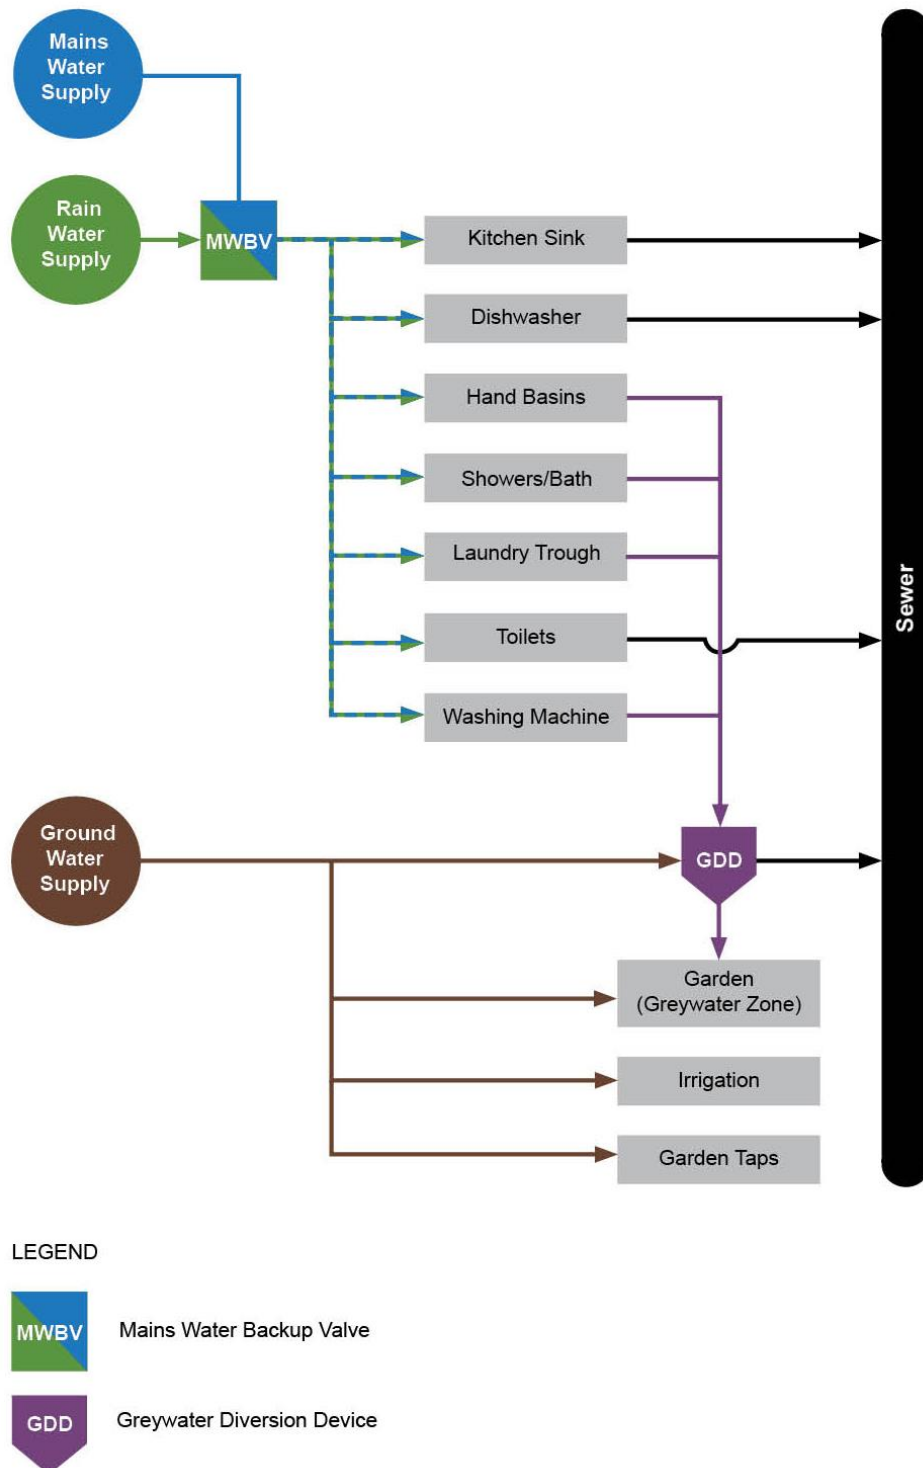 Mains
Water
Supply
Rain
Water
Supply
MWBV
Kitchen Sink
Dishwasher
Hand Basins
Showers/Bath
Laundry Trough
Toilets
Washing Machine
Sewer
Ground
Water
Supply
GDD
Garden
(Greywater Zone)
Irrigation
Garden Taps
LEGEND
MWBV
Mains Water Backup Valve
GDD
Greywater Diversion Device